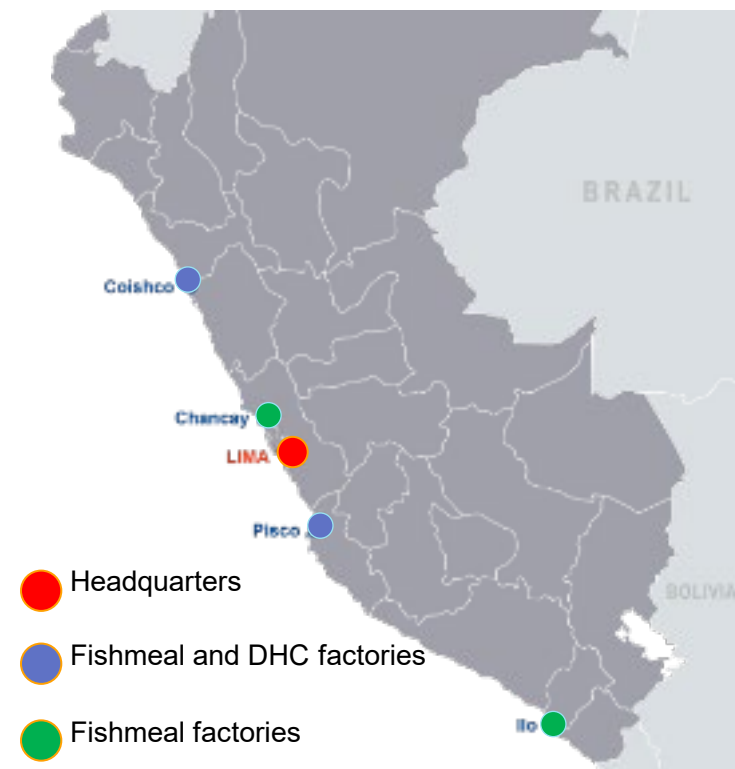 BRAZIL
Coishco
Chancay
LIMA
Pisco
Headquarters
BOLIVIA
Fishmeal and DHC factories
Ilo
Fishmeal factories